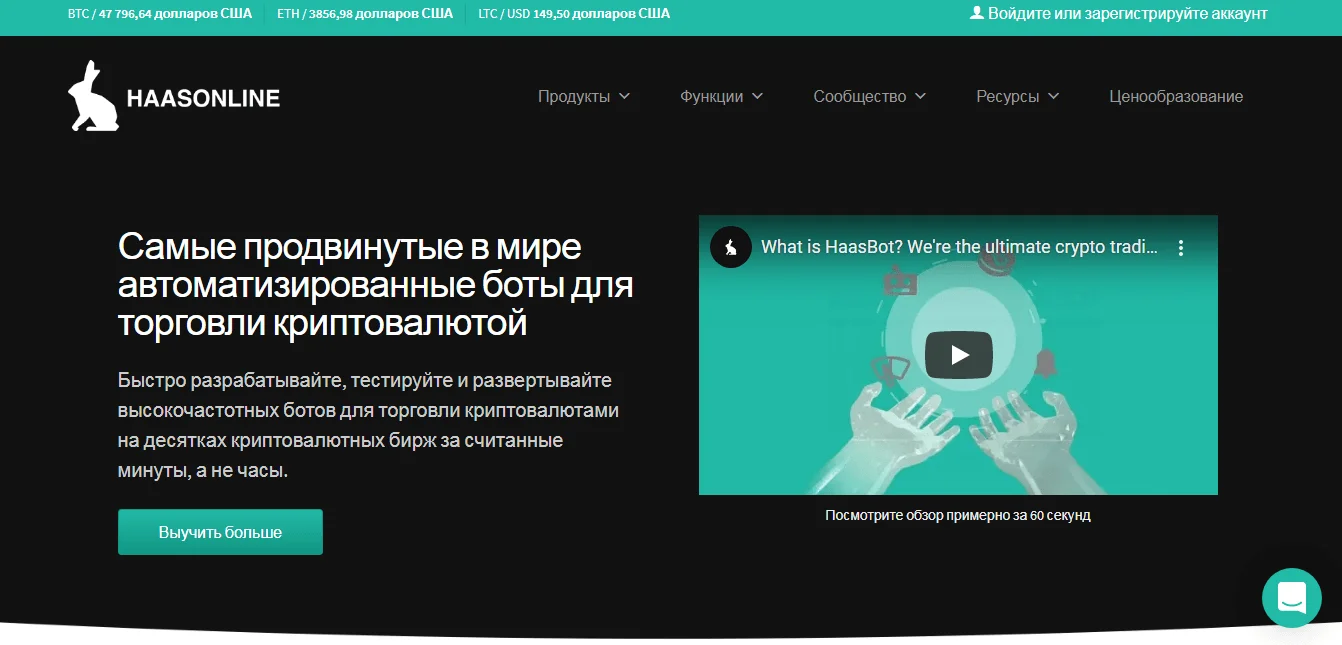 BTC / 47 796,64 долларов США ETH / 3856,98 долларов США LTC / USD 149,50 долларов США Войдите или зарегистрируйте аккаунт
HAASONLINE Продукты Функции Сообщество Ресурсы Ценообразование
Самые продвинутые в мире
автоматизированные боты для
торговли криптовалютой
Быстро разрабатывайте, тестируйте и развертывайте
высокочастотных ботов для торговли криптовалютами
на десятках криптовалютных бирж за считанные
минуты, а не часы.
Выучить больше
What is HaasBot? We're the ultimate crypto tradi...
Посмотрите обзор примерно за 60 секунд